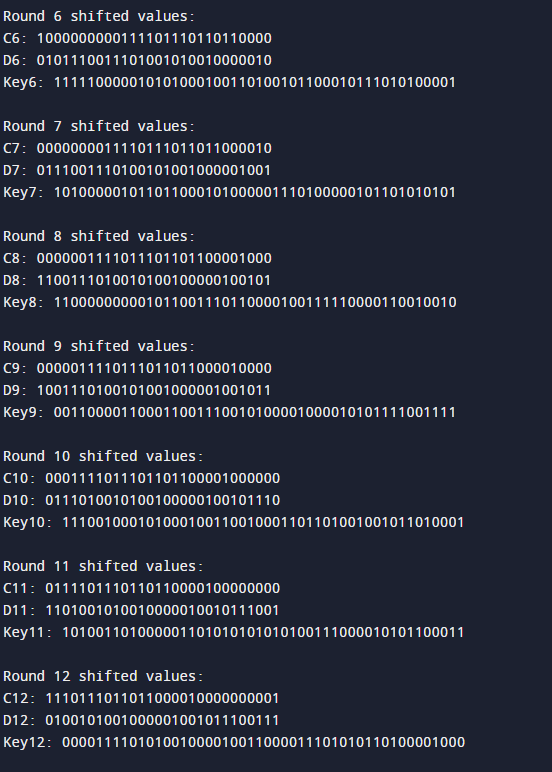 Round 6 shifted values:
C6: 1000000000111101110110110000
D6: 0101110011101001010010000010
Key6: 111110000010101000100110100101100010111010100001
Round 7 shifted values:
C7: 0000000011110111011011000010
D7: 0111001110100101001000001001
Key7: 101000001011011000101000001110100000101101010101
Round 8 shifted values:
C8: 0000001111011101101100001000
D8: 1100111010010100100000100101
Key8: 110000000001011001110110000100111110000110010010
Round 9 shifted values:
C9: 0000011110111011011000010000
D9: 1001110100101001000001001011
Key9: 001100001100011001110010100001000010101111001111
Round 10 shifted values:
C10: 0001111011101101100001000000
D10: 0111010010100100000100101110
Key10: 111001000101000100110010001101101001001011010001
Round 11 shifted values:
C11: 0111101110110110000100000000
D11: 1101001010010000010010111001
Key11: 101001101000001101010101010100111000010101100011
Round 12 shifted values:
C12: 1110111011011000010000000001
D12: 0100101001000001001011100111
Key12: 000011110101001000010011000011101010110100001000